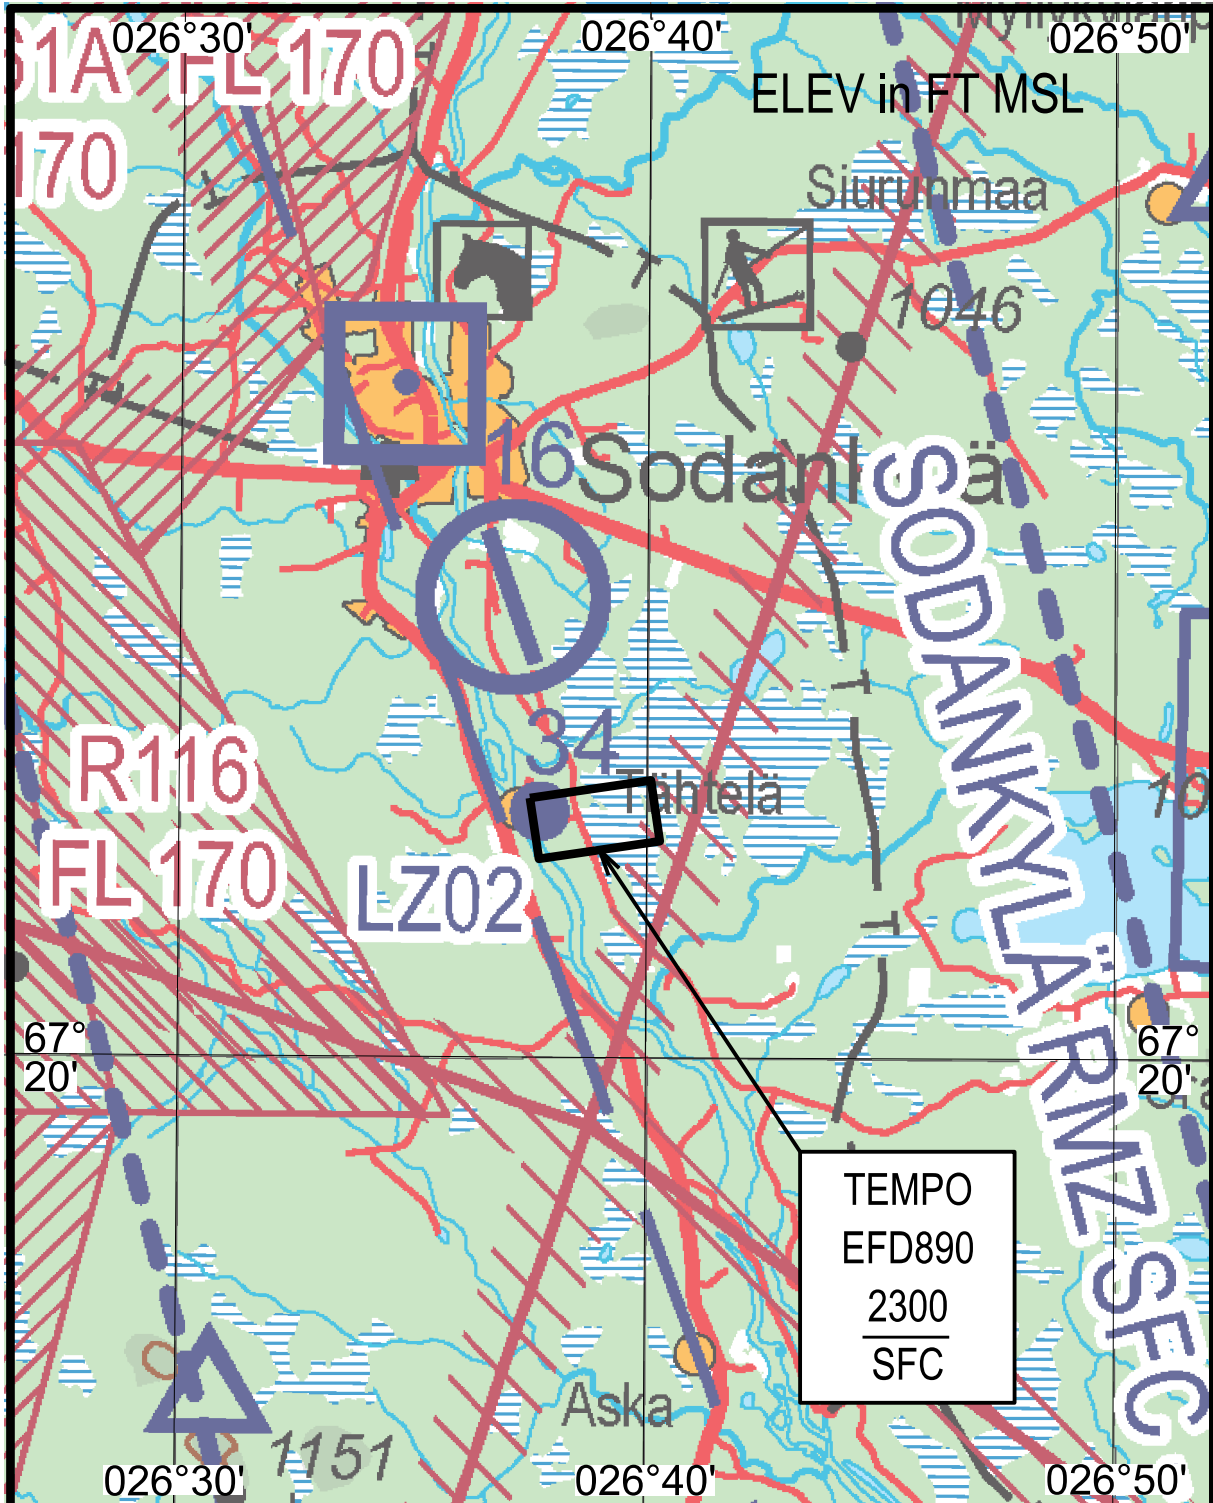 026°30'
026°40'
026°50'
61A FL 170
170
ELEV in FT MSL
Siurunmaa
1046
16
Sodankylä
34
Tähtelä
R116
FL 170
LZ02
SODANKYLÄ RMZ SFC
10
67°
20'
67°
20'
TEMPO
EFD890
2300
SFC
Aska
1151
026°30'
026°40'
026°50'